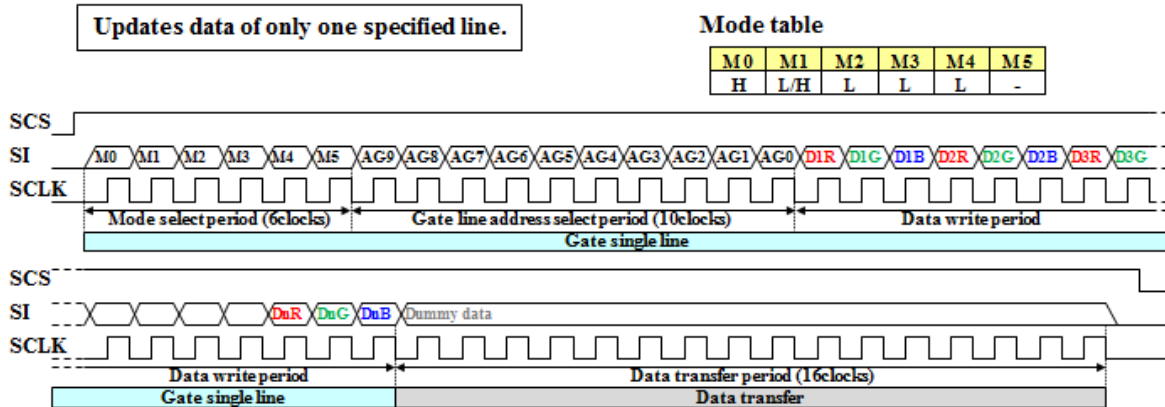 Updates data of only one specified line.
Mode table
M0 M1 M2 M3 M4 M5
H L/H L L L -
SCS
SI M0 M1 M2 M3 M4 M5 AG9 AG8 AG7 AG6 AG5 AG4 AG3 AG2 AG1 AG0 D1R D1G D1B D2R D2G D2B D3R D3G
SCLK
Mode select period (6clocks) Gate line address select period (10clocks) Data write period
Gate single line
SCS
SI DnR DnG DnB Dummy data
SCLK
Data write period Data transfer period (16clocks)
Gate single line Data transfer